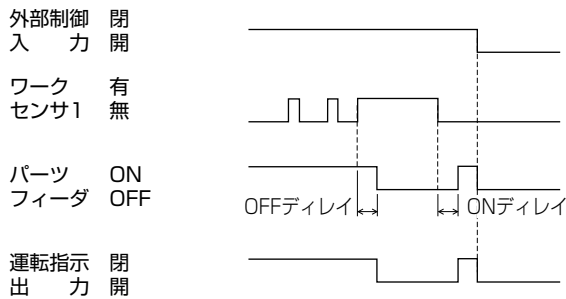 外部制御 閉
入 力 開
ワーク 有
センサ1 無
パーツ ON
フィーダ OFF
OFFディレイ ONディレイ
運転指示 閉
出 力 開